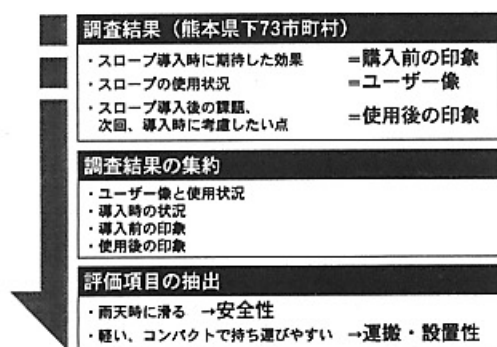 調査結果（熊本県下73市町村）
・スロープ導入時に期待した効果　=購入前の印象
・スロープの使用状況　=ユーザー像
・スロープ導入後の課題、
次回、導入時に考慮したい点　=使用後の印象
調査結果の集約
・ユーザー像と使用状況
・導入時の状況
・導入前の印象
・使用後の印象
評価項目の抽出
・雨天時に滑る　→安全性
・軽い、コンパクトで持ち運びやすい　→運搬・設置性